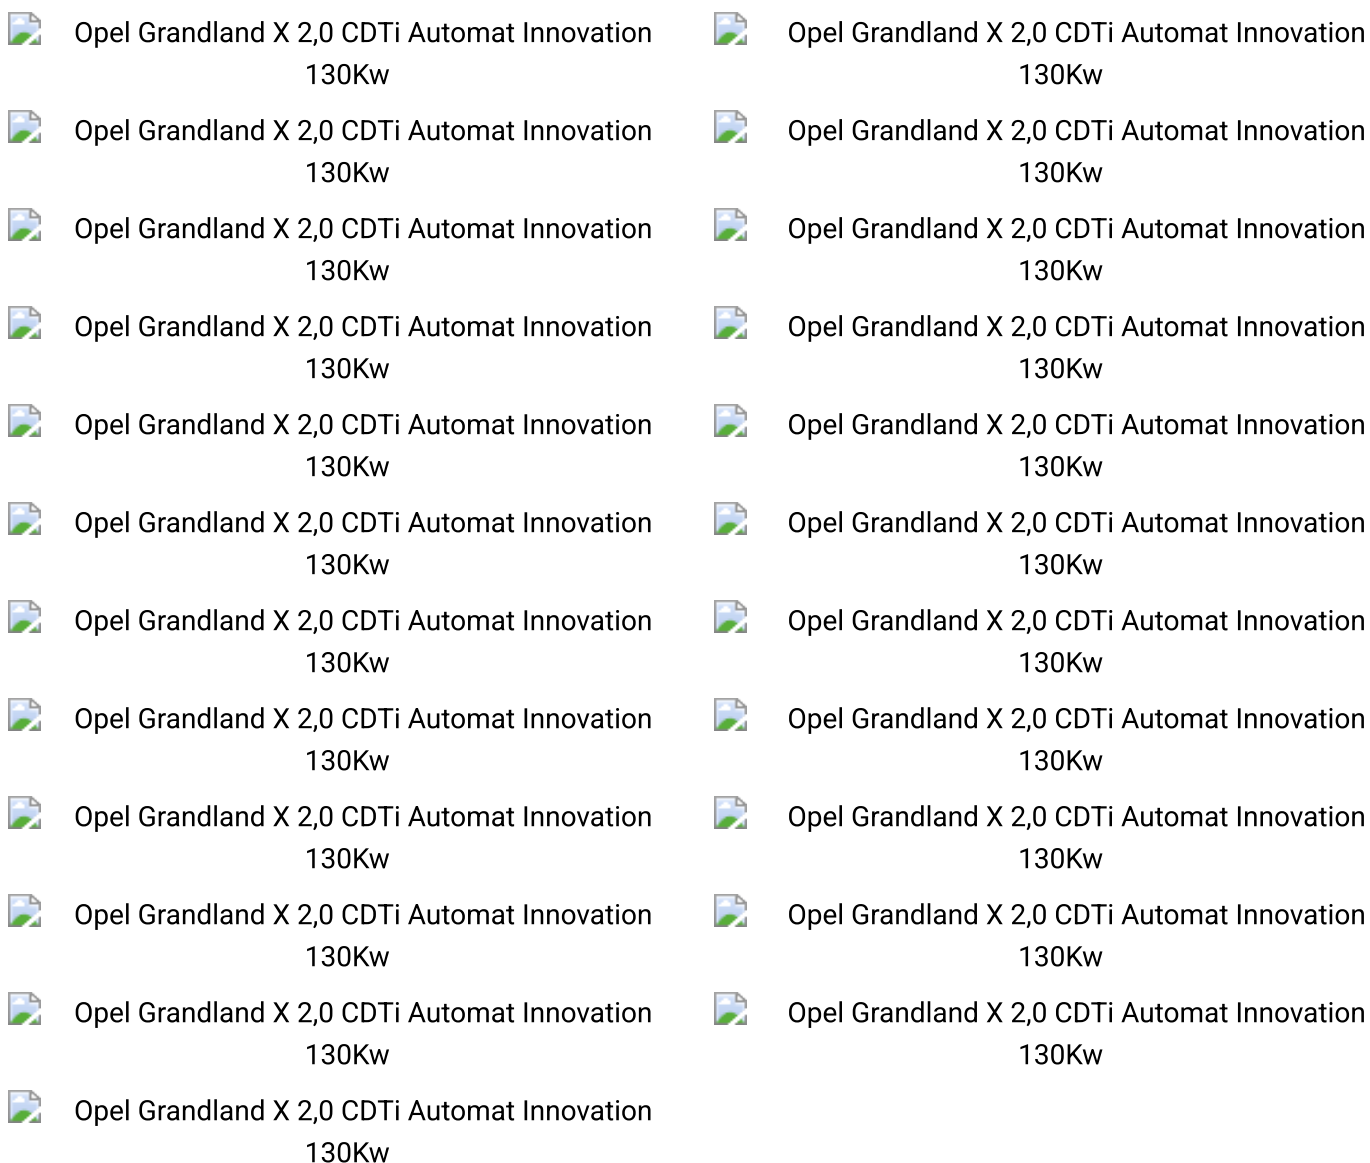 Opel Grandland X 2,0 CDTi Automat Innovation
130Kw
Opel Grandland X 2,0 CDTi Automat Innovation
130Kw
Opel Grandland X 2,0 CDTi Automat Innovation
130Kw
Opel Grandland X 2,0 CDTi Automat Innovation
130Kw
Opel Grandland X 2,0 CDTi Automat Innovation
130Kw
Opel Grandland X 2,0 CDTi Automat Innovation
130Kw
Opel Grandland X 2,0 CDTi Automat Innovation
130Kw
Opel Grandland X 2,0 CDTi Automat Innovation
130Kw
Opel Grandland X 2,0 CDTi Automat Innovation
130Kw
Opel Grandland X 2,0 CDTi Automat Innovation
130Kw
Opel Grandland X 2,0 CDTi Automat Innovation
130Kw
Opel Grandland X 2,0 CDTi Automat Innovation
130Kw
Opel Grandland X 2,0 CDTi Automat Innovation
130Kw
Opel Grandland X 2,0 CDTi Automat Innovation
130Kw
Opel Grandland X 2,0 CDTi Automat Innovation
130Kw
Opel Grandland X 2,0 CDTi Automat Innovation
130Kw
Opel Grandland X 2,0 CDTi Automat Innovation
130Kw
Opel Grandland X 2,0 CDTi Automat Innovation
130Kw
Opel Grandland X 2,0 CDTi Automat Innovation
130Kw
Opel Grandland X 2,0 CDTi Automat Innovation
130Kw
Opel Grandland X 2,0 CDTi Automat Innovation
130Kw
Opel Grandland X 2,0 CDTi Automat Innovation
130Kw
Opel Grandland X 2,0 CDTi Automat Innovation
130Kw